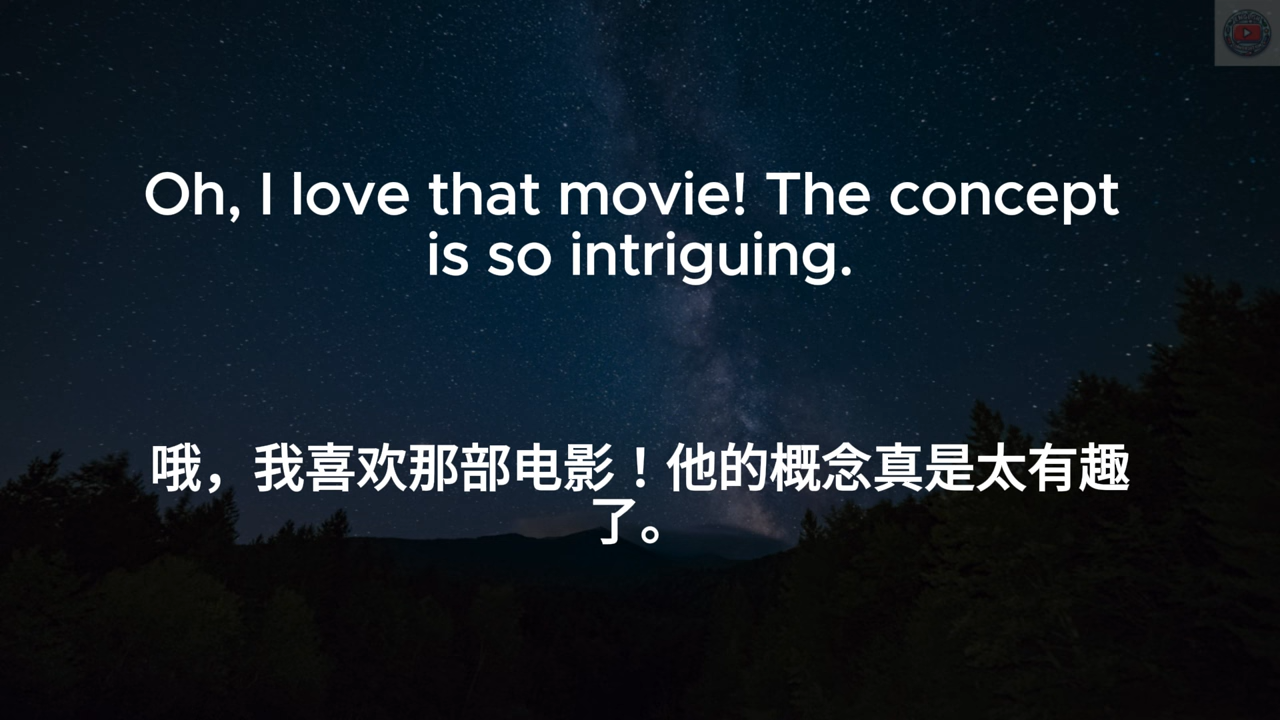 Oh, I love that movie! The concept
is so intriguing.
哦，我喜欢那部电影！他的概念真是太有趣
了。